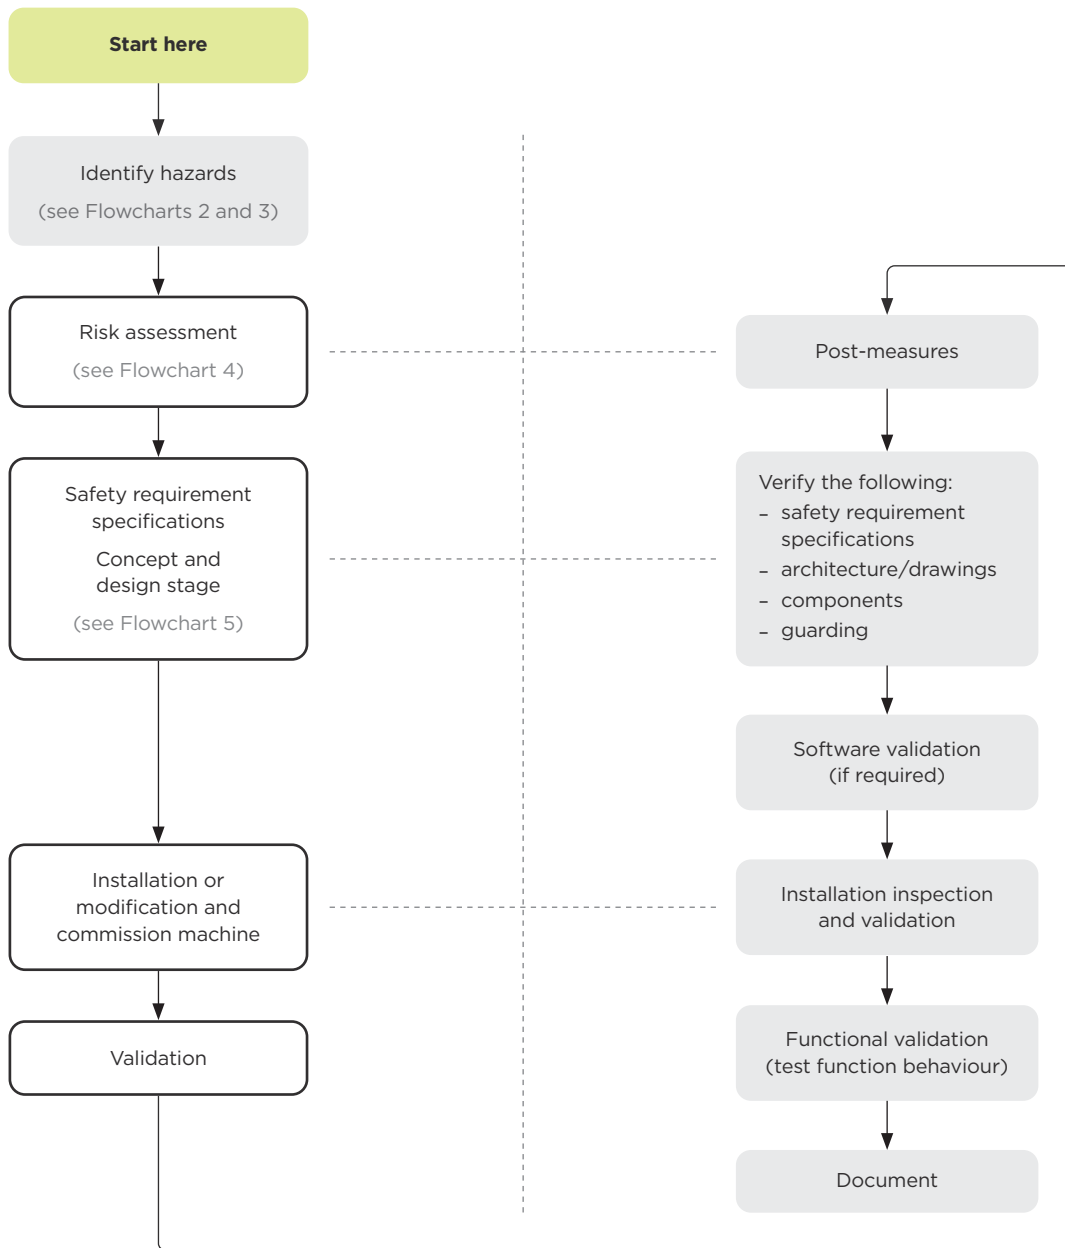 Start here
Identify hazards
(see Flowcharts 2 and 3)
Risk assessment
(see Flowchart 4)
Safety requirement
specifications
Concept and
design stage
(see Flowchart 5)
Installation or
modification and
commission machine
Validation
Post-measures
Verify the following:
– safety requirement
specifications
– architecture/drawings
– components
– guarding
Software validation
(if required)
Installation inspection
and validation
Functional validation
(test function behaviour)
Document